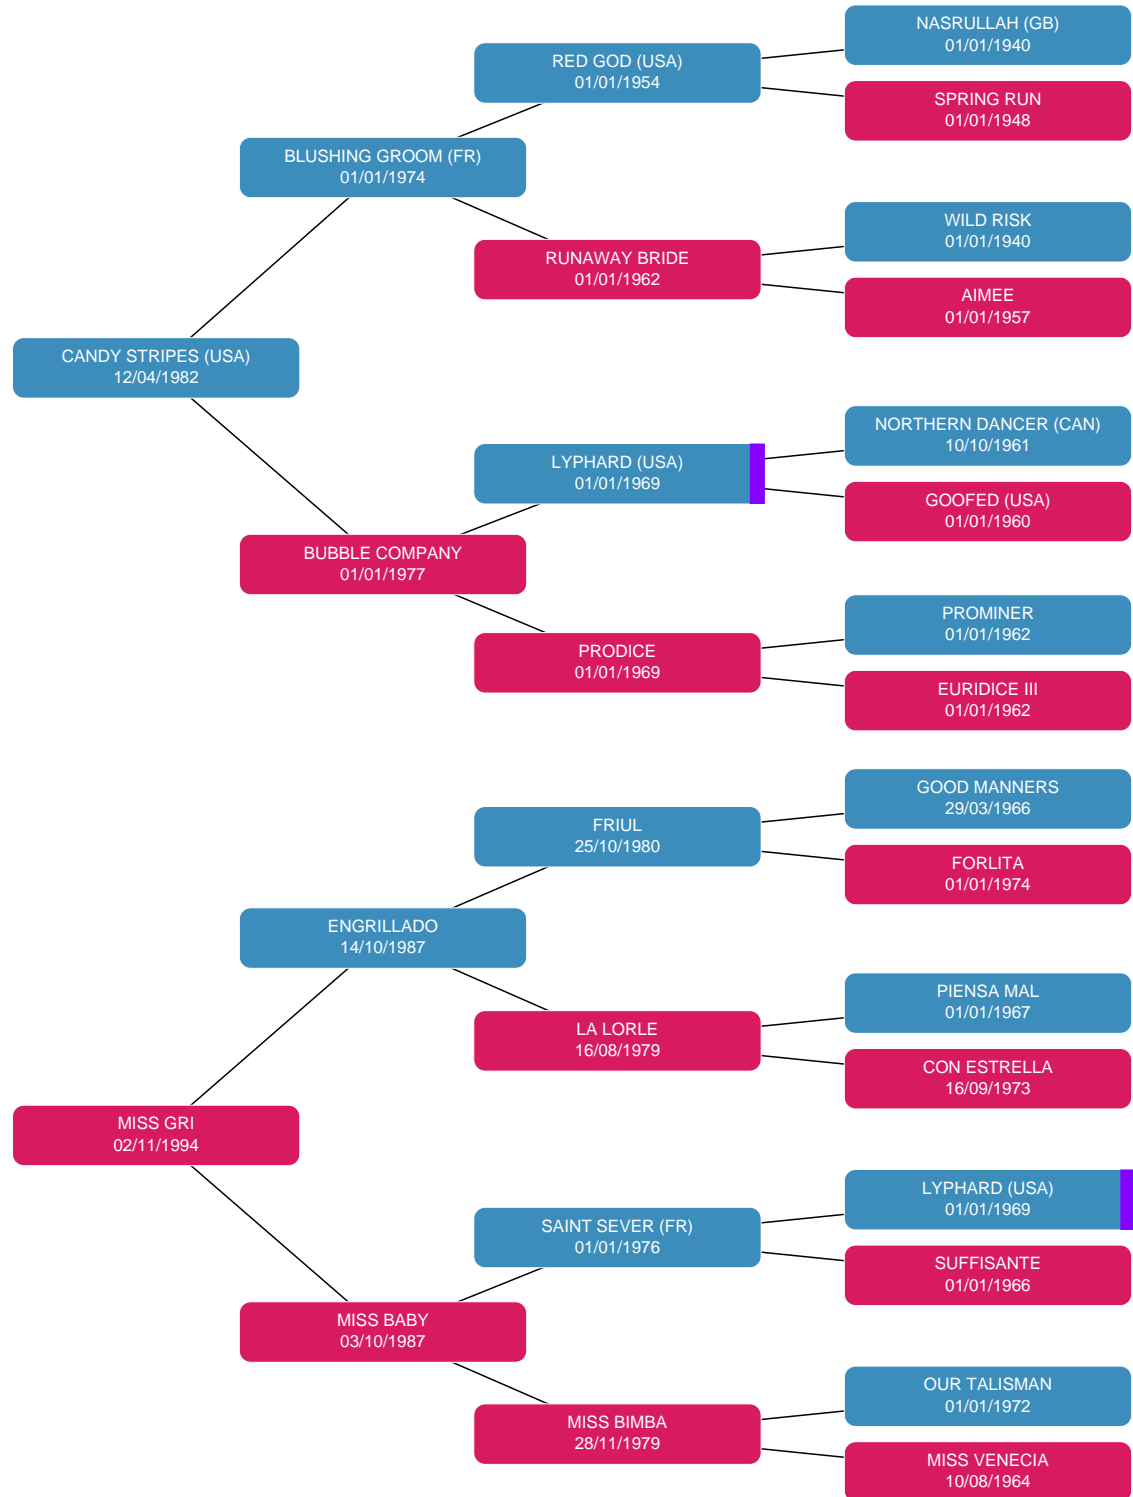 NASRULLAH (GB)
01/01/1940
RED GOD (USA)
01/01/1954
SPRING RUN
01/01/1948
BLUSHING GROOM (FR)
01/01/1974
WILD RISK
01/01/1940
RUNAWAY BRIDE
01/01/1962
AIMEE
01/01/1957
CANDY STRIPES (USA)
12/04/1982
NORTHERN DANCER (CAN)
10/10/1961
LYPHARD (USA)
01/01/1969
GOOFED (USA)
01/01/1960
BUBBLE COMPANY
01/01/1977
PROMINER
01/01/1962
PRODICE
01/01/1969
EURIDICE III
01/01/1962
GOOD MANNERS
29/03/1966
FRIUL
25/10/1980
FORLITA
01/01/1974
ENGRILLADO
14/10/1987
PIENSA MAL
01/01/1967
LA LORLE
16/08/1979
CON ESTRELLA
16/09/1973
MISS GRI
02/11/1994
LYPHARD (USA)
01/01/1969
SAINT SEVER (FR)
01/01/1976
SUFFISANTE
01/01/1966
MISS BABY
03/10/1987
OUR TALISMAN
01/01/1972
MISS BIMBA
28/11/1979
MISS VENECIA
10/08/1964